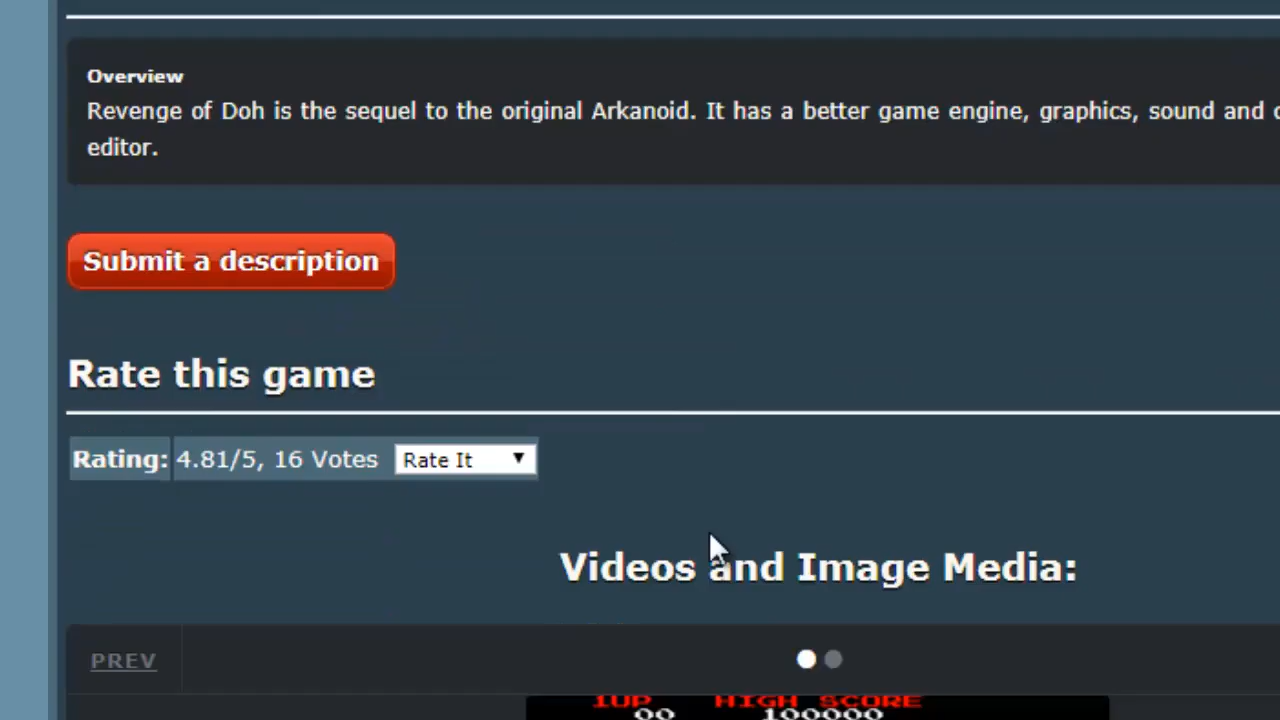 Overview
Revenge of Doh is the sequel to the original Arkanoid. It has a better game engine, graphics, sound and
editor.
Submit a description
Rate this game
Rating: 4.81/5, 16 Votes Rate It
Videos and Image Media:
PREV
1UP HIGH SCORE
00 100000